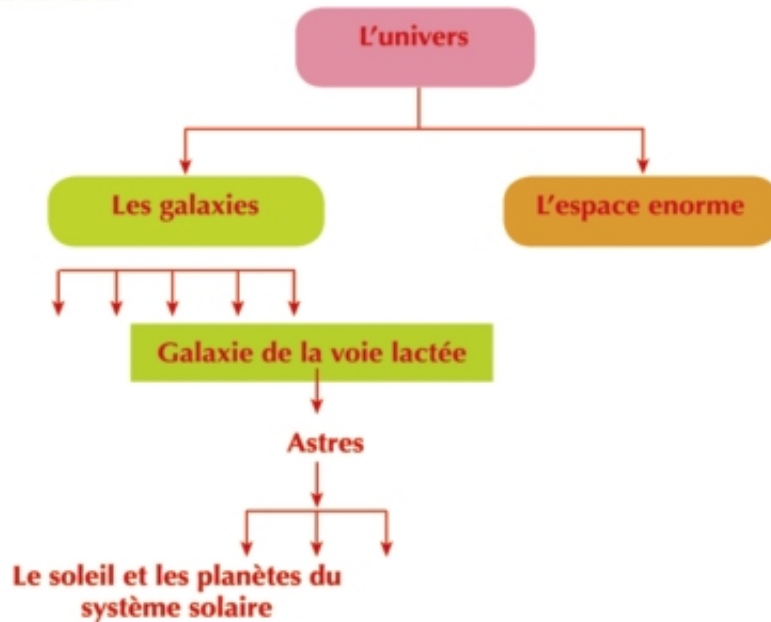 L'univers
Les galaxies
L'espace enorme
Galaxie de la voie lactée
Astres
Le soleil et les planètes du
système solaire